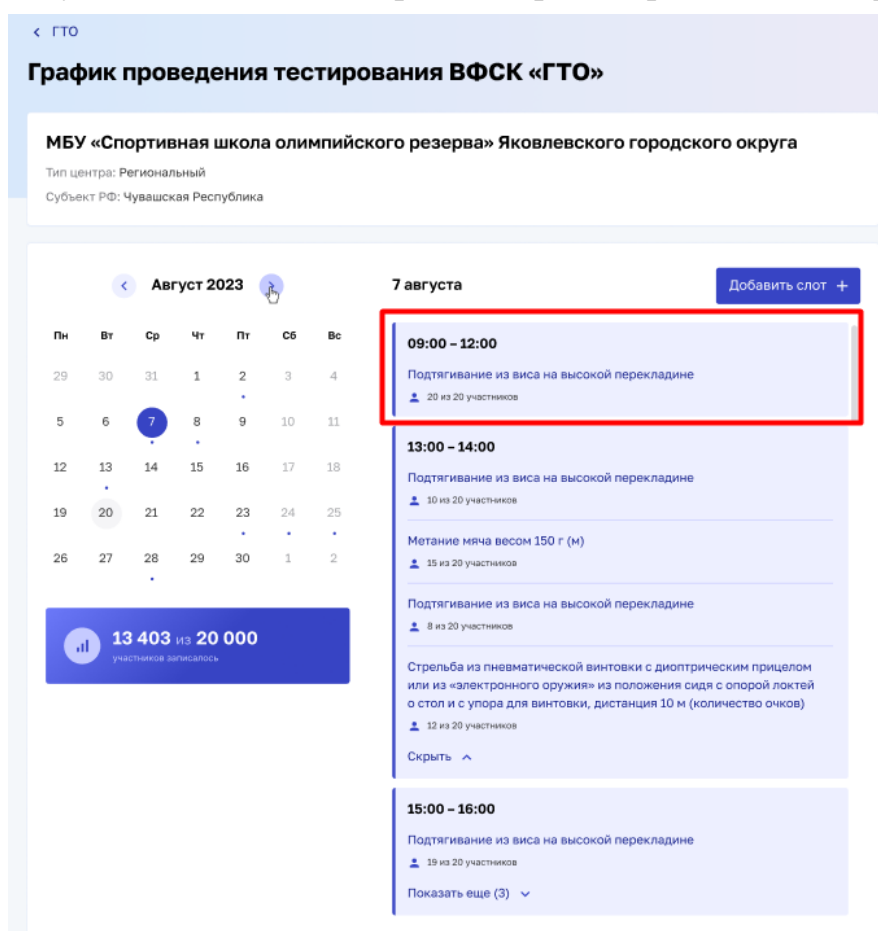 ГТО
График проведения тестирования ВФСК «ГТО»
МБУ «Спортивная школа олимпийского резерва» Яковлевского городского округа
Тип центра: Региональный
Субъект РФ: Чувашская Республика
Август 2023
Пн Вт Ср Чт Пт Сб Вс
29 30 31 1 2 3 4
5 6 7 8 9 10 11
12 13 14 15 16 17 18
19 20 21 22 23 24 25
26 27 28 29 30 1 2
13 403 из 20 000
участников записалось
7 августа
Добавить слот +
09:00 – 12:00
Подтягивание из виса на высокой перекладине
20 из 20 участников
13:00 – 14:00
Подтягивание из виса на высокой перекладине
10 из 20 участников
Метание мяча весом 150 г (м)
15 из 20 участников
Подтягивание из виса на высокой перекладине
8 из 20 участников
Стрельба из пневматической винтовки с диоптрическим прицелом
или из «электронного оружия» из положения сидя с опорой локтей
о стол и с упора для винтовки, дистанция 10 м (количество очков)
12 из 20 участников
Скрыть
15:00 – 16:00
Подтягивание из виса на высокой перекладине
19 из 20 участников
Показать еще (3)